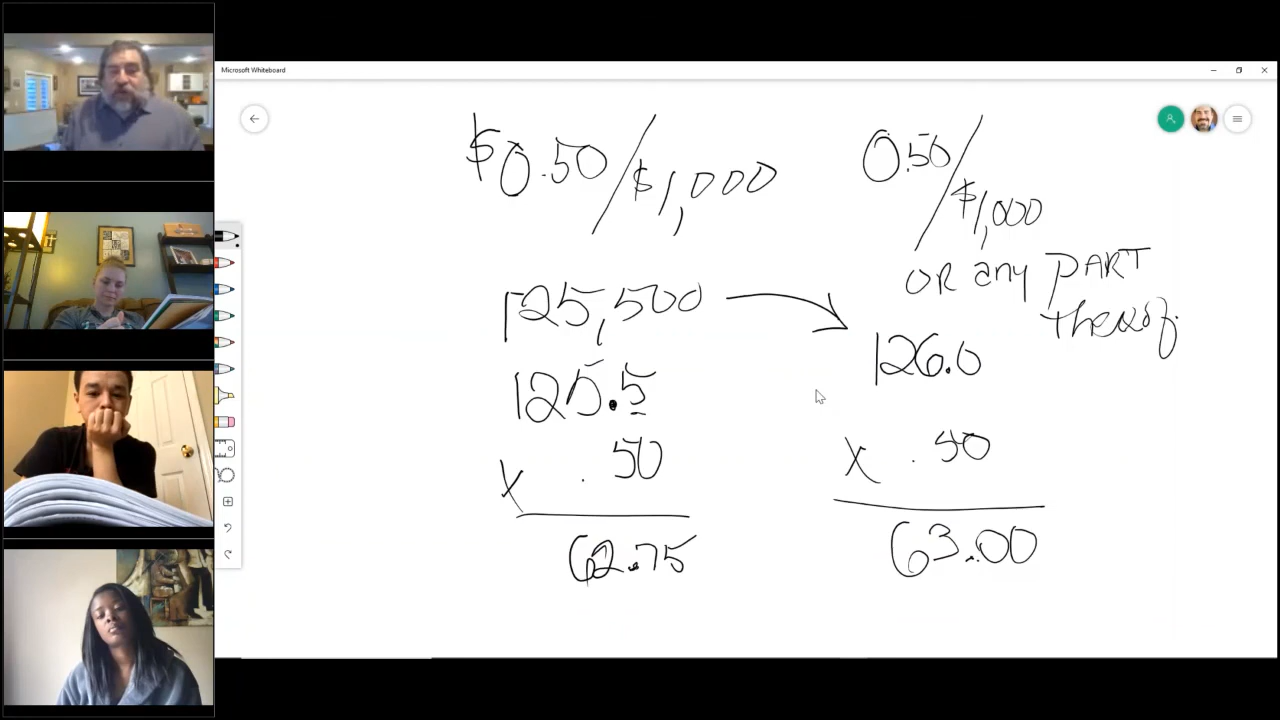 Microsoft Whiteboard
$0.50/$1,000
125,500
125.5
x .50
62.75
0.50/$1,000
OR any PART
thereof.
126.0
x .50
63.00